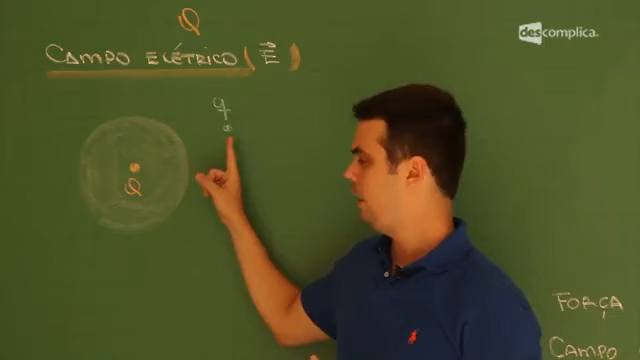 Q
CAMPO ELÉTRICO (E)
descomplica.
q
Q
FORÇA
CAMPO